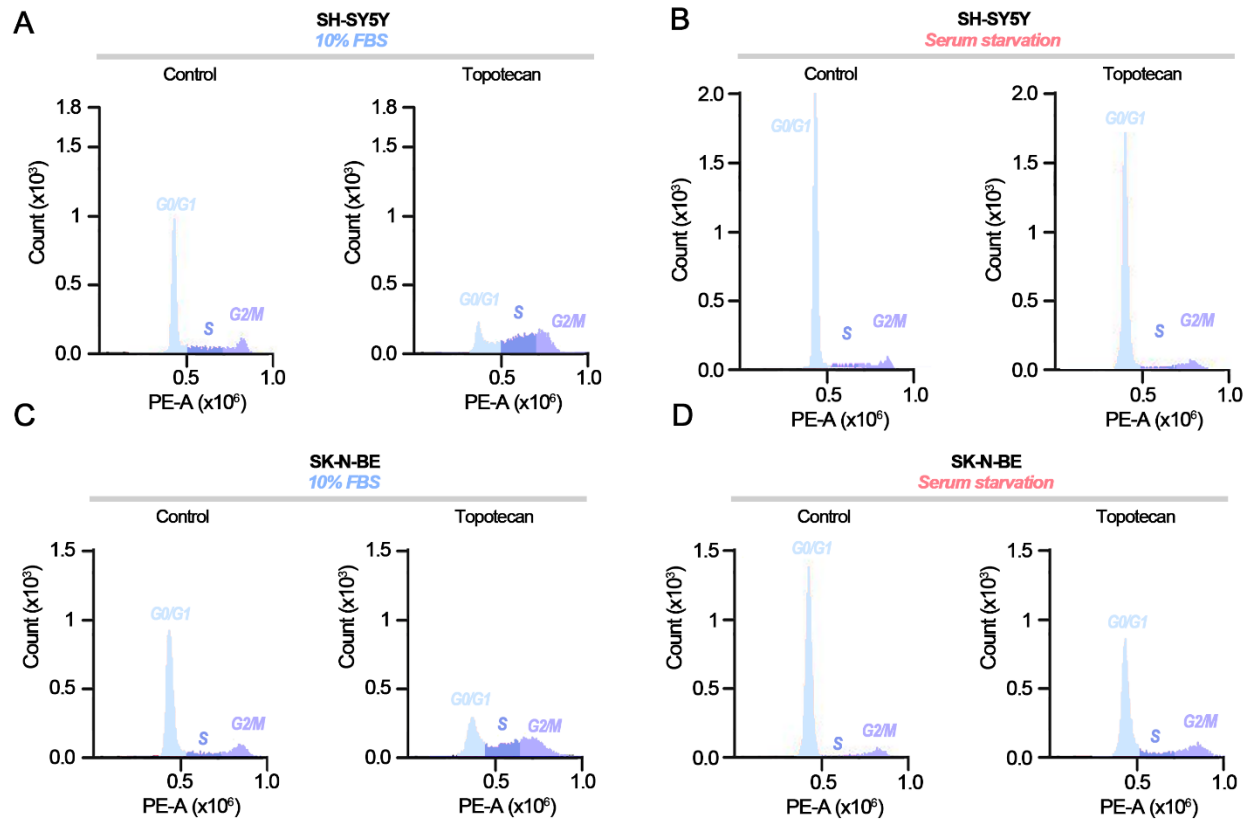 A
SH-SY5Y
10% FBS
Control
Topotecan
1.8
1.5
1
0.5
0.0
Count (x10³)
G0/G1
S
G2/M
0.5
1.0
PE-A (x10⁶)
1.8
1.5
1
0.5
0.0
Count (x10³)
G0/G1
S
G2/M
0.5
1.0
PE-A (x10⁶)
B
SH-SY5Y
Serum starvation
Control
Topotecan
2.0
1.5
1
0.5
0.0
Count (x10³)
G0/G1
S
G2/M
0.5
1.0
PE-A (x10⁶)
2.0
1.5
1
0.5
0.0
Count (x10³)
G0/G1
S
G2/M
0.5
1.0
PE-A (x10⁶)
C
SK-N-BE
10% FBS
Control
Topotecan
1.5
1
0.5
0.0
Count (x10³)
G0/G1
S
G2/M
0.5
1.0
PE-A (x10⁶)
1.5
1
0.5
0.0
Count (x10³)
G0/G1
S
G2/M
0.5
1.0
PE-A (x10⁶)
D
SK-N-BE
Serum starvation
Control
Topotecan
1.5
1
0.5
0.0
Count (x10³)
G0/G1
S
G2/M
0.5
1.0
PE-A (x10⁶)
1.5
1
0.5
0.0
Count (x10³)
G0/G1
S
G2/M
0.5
1.0
PE-A (x10⁶)